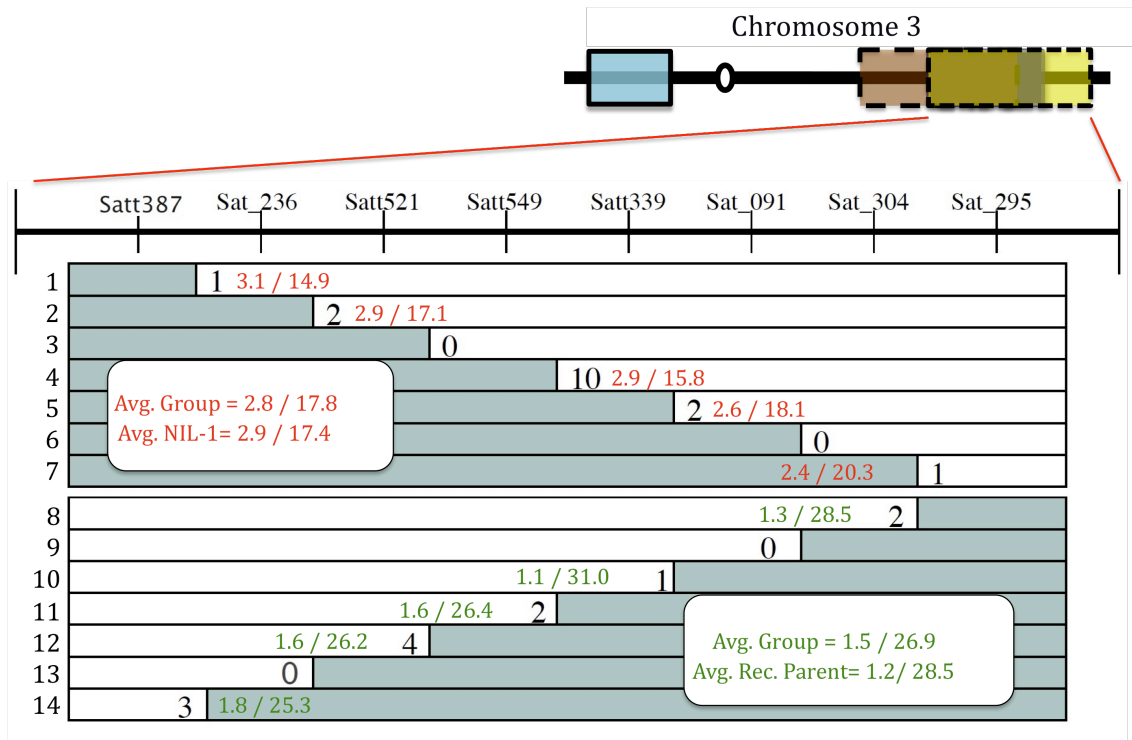 Chromosome 3
Satt387 Sat_236 Satt521 Satt549 Satt339 Sat_091 Sat_304 Sat_295
1 1 3.1 / 14.9
2 2 2.9 / 17.1
3 0
4 10 2.9 / 15.8
Avg. Group = 2.8 / 17.8
5 2 2.6 / 18.1
Avg. NIL-1= 2.9 / 17.4
6 0
7 2.4 / 20.3 1
8 1.3 / 28.5 2
9 0
10 1.1 / 31.0 1
11 1.6 / 26.4 2
12 1.6 / 26.2 4
Avg. Group = 1.5 / 26.9
13 0
Avg. Rec. Parent= 1.2/ 28.5
14 3 1.8 / 25.3